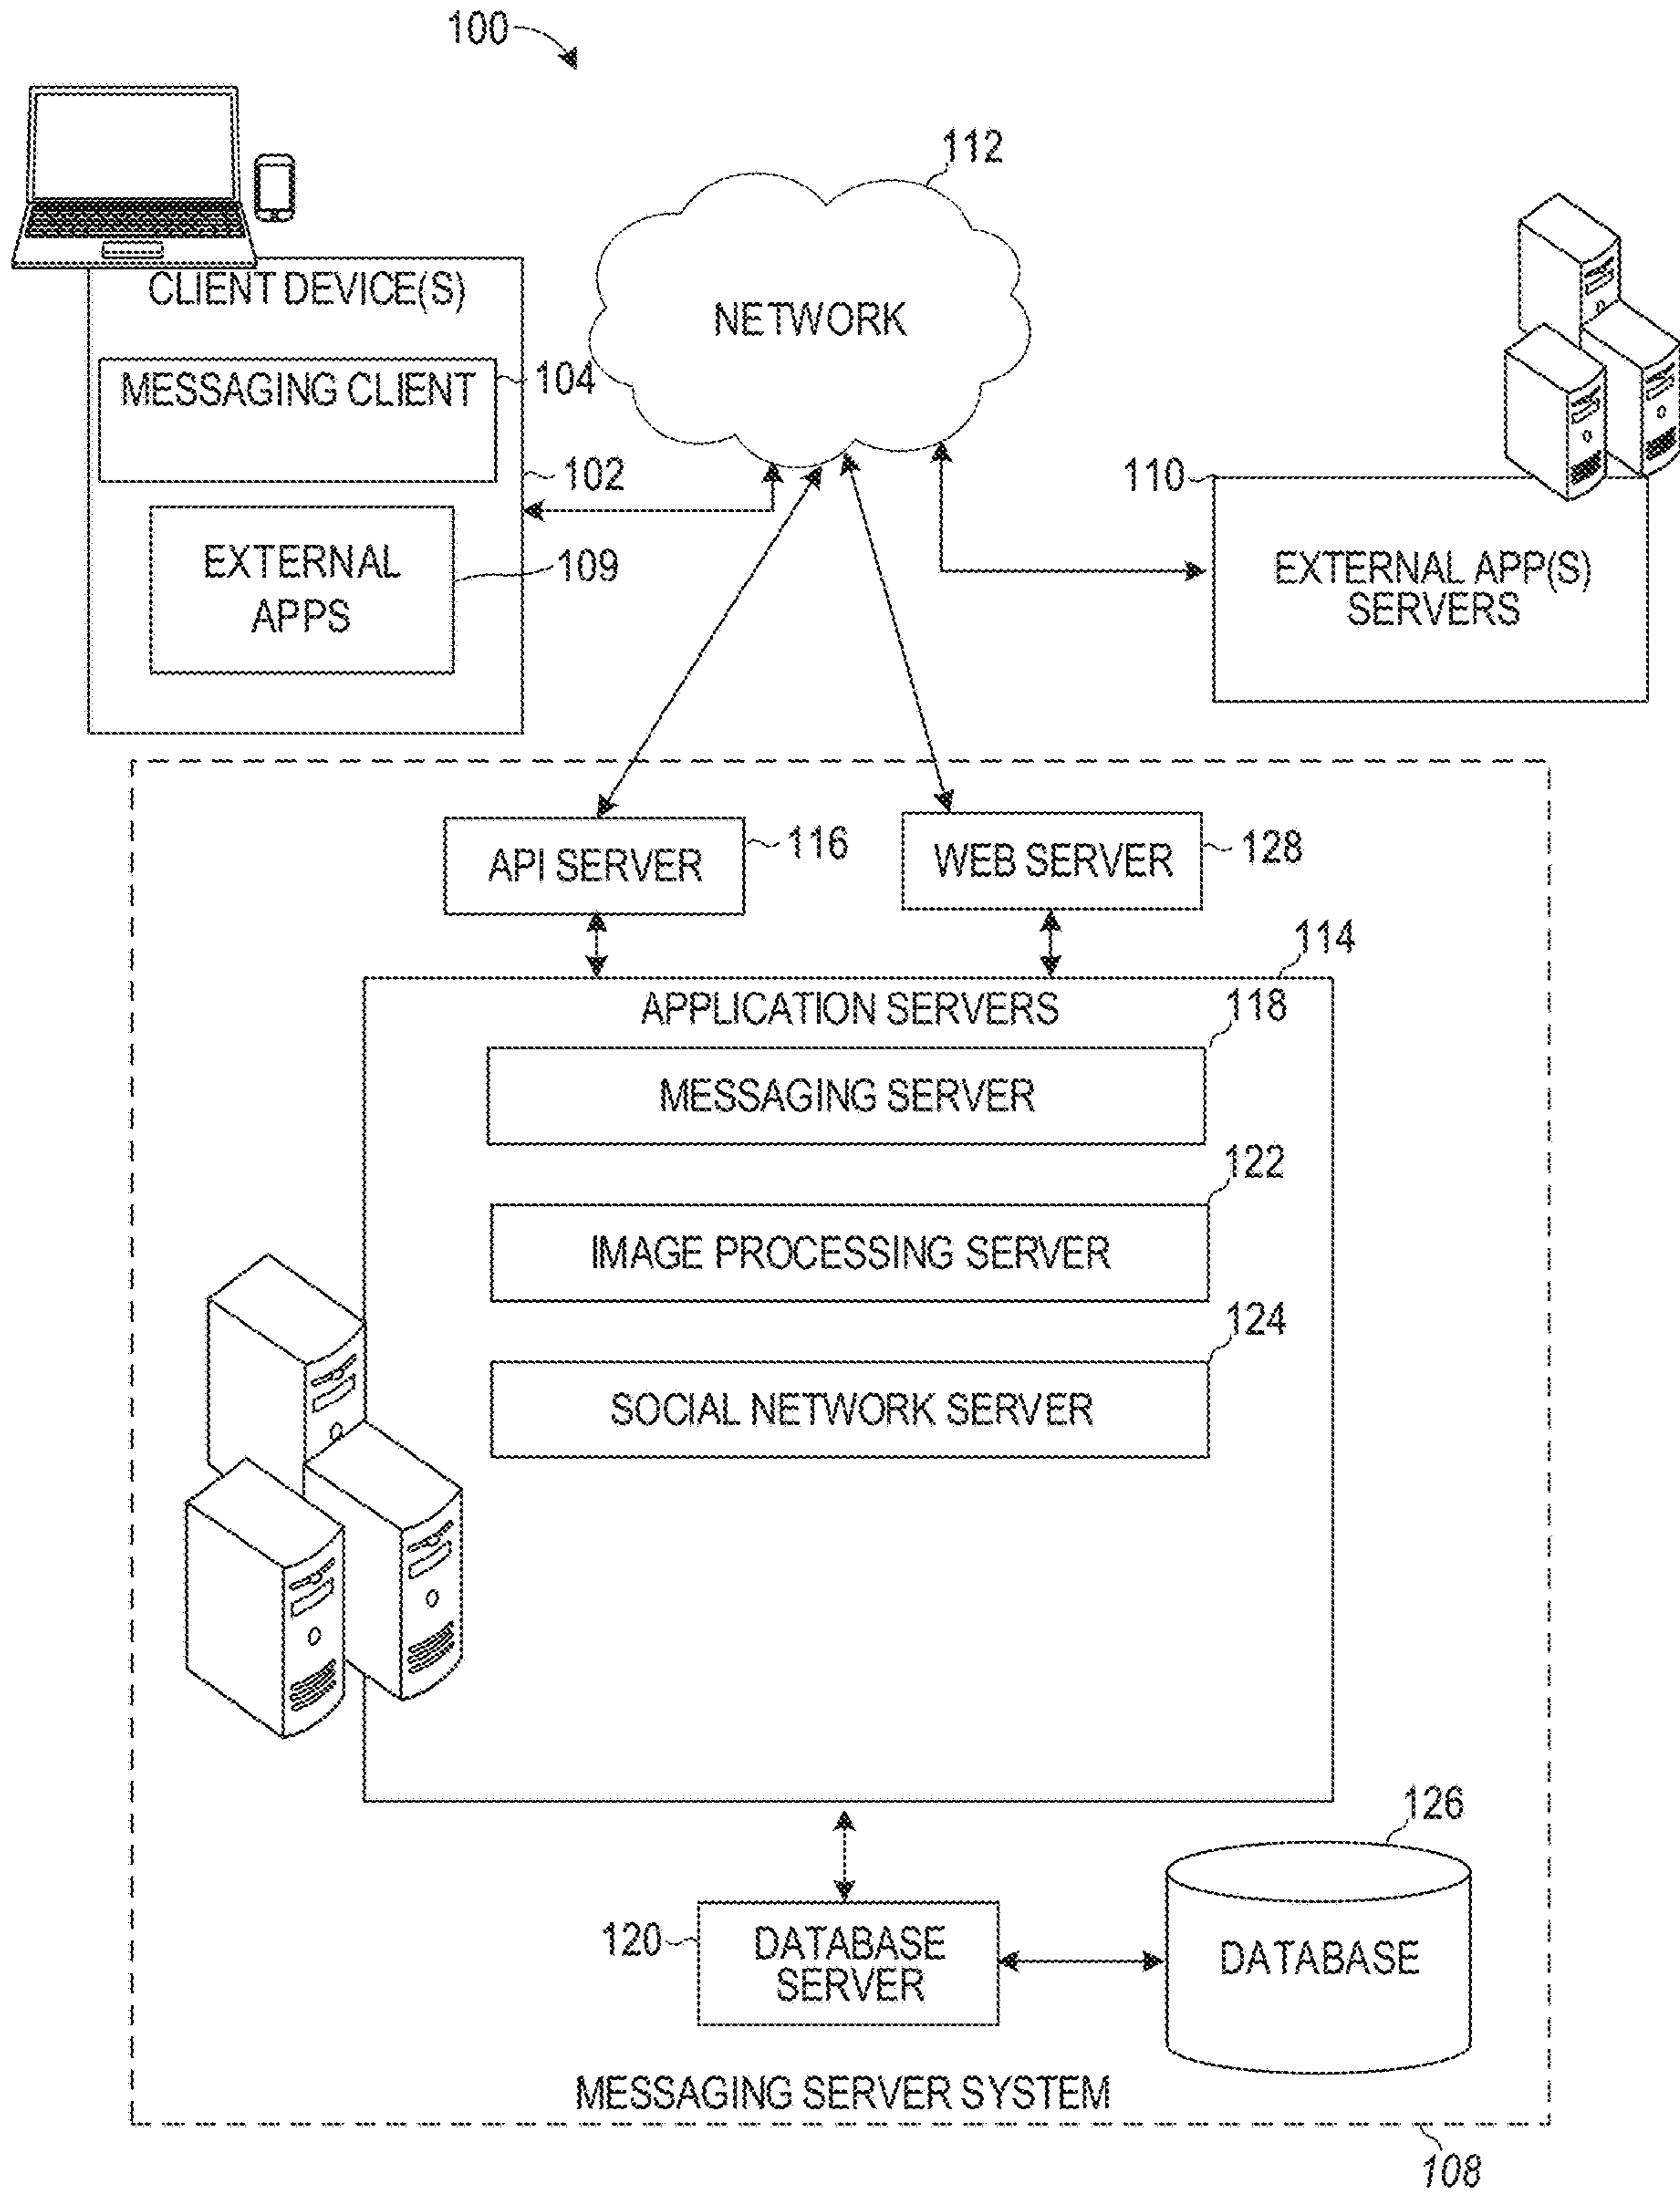 100
112
CLIENT DEVICE(S)
NETWORK
MESSAGING CLIENT
104
102
110
EXTERNAL
APPS
109
EXTERNAL APP(S)
SERVERS
API SERVER
116
WEB SERVER
128
114
APPLICATION SERVERS
118
MESSAGING SERVER
122
IMAGE PROCESSING SERVER
124
SOCIAL NETWORK SERVER
126
120
DATABASE
SERVER
DATABASE
MESSAGING SERVER SYSTEM
108